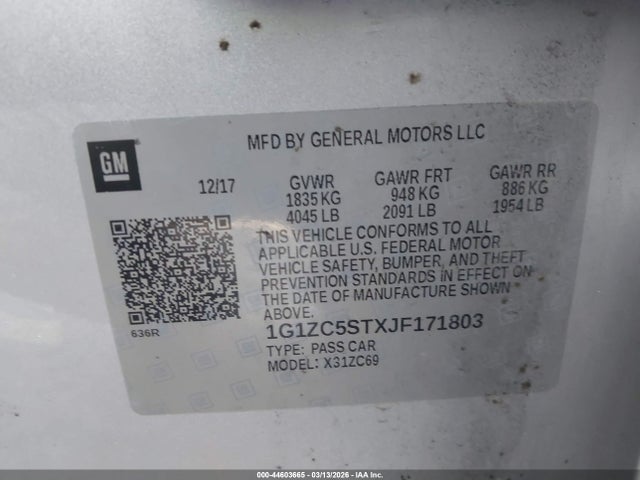 MFD BY GENERAL MOTORS LLC
GM
12/17
GVWR
1835 KG
4045 LB
GAWR FRT
948 KG
2091 LB
GAWR RR
886 KG
1954 LB
THIS VEHICLE CONFORMS TO ALL
APPLICABLE U.S. FEDERAL MOTOR
VEHICLE SAFETY, BUMPER, AND THEFT
PREVENTION STANDARDS IN EFFECT ON
THE DATE OF MANUFACTURE SHOWN
ABOVE.
636R
1G1ZC5STXJF171803
TYPE: PASS CAR
MODEL: X31ZC69
000-44603665 - 03/13/2026 - IAA Inc.